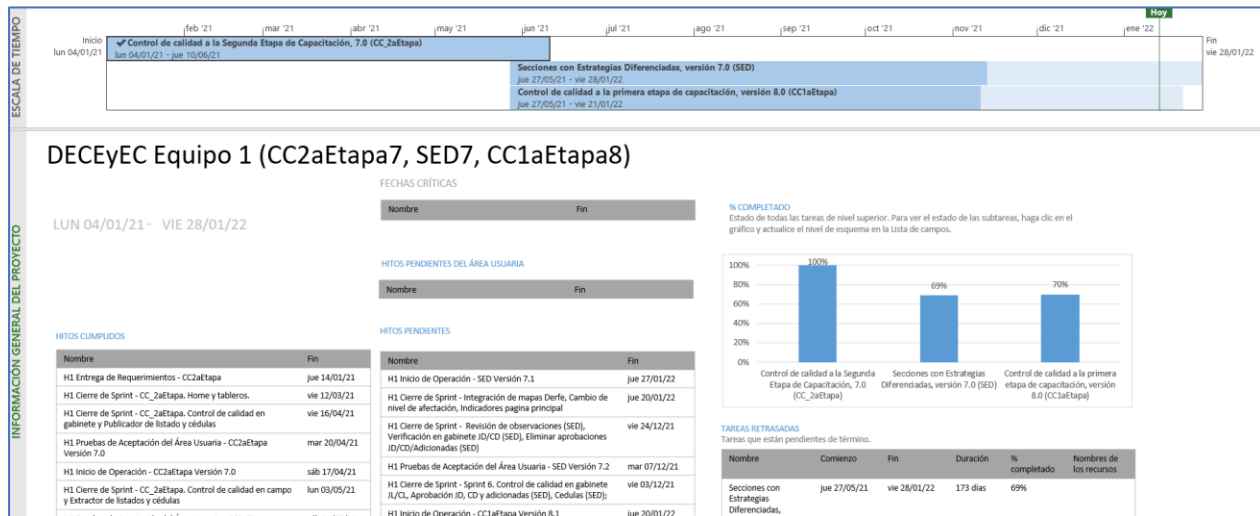 ESCALA DE TIEMPO
Hoy
feb '21 mar '21 abr '21 may '21 jun '21 jul '21 ago '21 sep '21 oct '21 nov '21 dic '21 ene '22
Inicio
lun 04/01/21
✔ Control de calidad a la Segunda Etapa de Capacitación, 7.0 (CC_2aEtapa)
lun 04/01/21 - jue 10/06/21
Fin
vie 28/01/22
Secciones con Estrategias Diferenciadas, versión 7.0 (SED)
jue 27/05/21 - vie 28/01/22
Control de calidad a la primera etapa de capacitación, versión 8.0 (CC1aEtapa)
jue 27/05/21 - vie 21/01/22
INFORMACIÓN GENERAL DEL PROYECTO
DECEyEC Equipo 1 (CC2aEtapa7, SED7, CC1aEtapa8)
LUN 04/01/21 - VIE 28/01/22
HITOS CUMPLIDOS
Nombre Fin
H1 Entrega de Requerimientos - CC2aEtapa jue 14/01/21
H1 Cierre de Sprint - CC_2aEtapa. Home y tableros. vie 12/03/21
H1 Cierre de Sprint - CC_2aEtapa. Control de calidad en vie 16/04/21
gabinete y Publicador de listado y cédulas
H1 Pruebas de Aceptación del Área Usuaria - CC2aEtapa mar 20/04/21
Versión 7.0
H1 Inicio de Operación - CC2aEtapa Versión 7.0 sáb 17/04/21
H1 Cierre de Sprint - CC_2aEtapa. Control de calidad en campo lun 03/05/21
y Extractor de listados y cédulas
FECHAS CRÍTICAS
Nombre Fin
HITOS PENDIENTES DEL ÁREA USUARIA
Nombre Fin
HITOS PENDIENTES
Nombre Fin
H1 Inicio de Operación - SED Versión 7.1 jue 27/01/22
H1 Cierre de Sprint - Integración de mapas Derfe, Cambio de jue 20/01/22
nivel de afectación, Indicadores pagina principal
H1 Cierre de Sprint - Revisión de observaciones (SED), vie 24/12/21
Verificación en gabinete JD/CD (SED), Eliminar aprobaciones
JD/CD/Adicionadas (SED)
H1 Pruebas de Aceptación del Área Usuaria - SED Versión 7.2 mar 07/12/21
H1 Cierre de Sprint - Sprint 6. Control de calidad en gabinete vie 03/12/21
JL/CL, Aprobación JD, CD y adicionadas (SED), Cedulas (SED);
H1 Inicio de Operación - CC1aEtapa Versión 8.1 jue 20/01/22
% COMPLETADO
Estado de todas las tareas de nivel superior. Para ver el estado de las subtareas, haga clic en el
gráfico y actualice el nivel de esquema en la Lista de campos.
100%
80%
60%
40%
20%
0%
100% 69% 70%
Control de calidad a la Segunda
Etapa de Capacitación, 7.0
(CC_2aEtapa)
Secciones con Estrategias
Diferenciadas, versión 7.0 (SED)
Control de calidad a la primera
etapa de capacitación, versión
8.0 (CC1aEtapa)
TAREAS RETRASADAS
Tareas que están pendientes de término.
Nombre Comienzo Fin Duración % completado Nombres de los recursos
Secciones con jue 27/05/21 vie 28/01/22 173 días 69%
Estrategias
Diferenciadas,